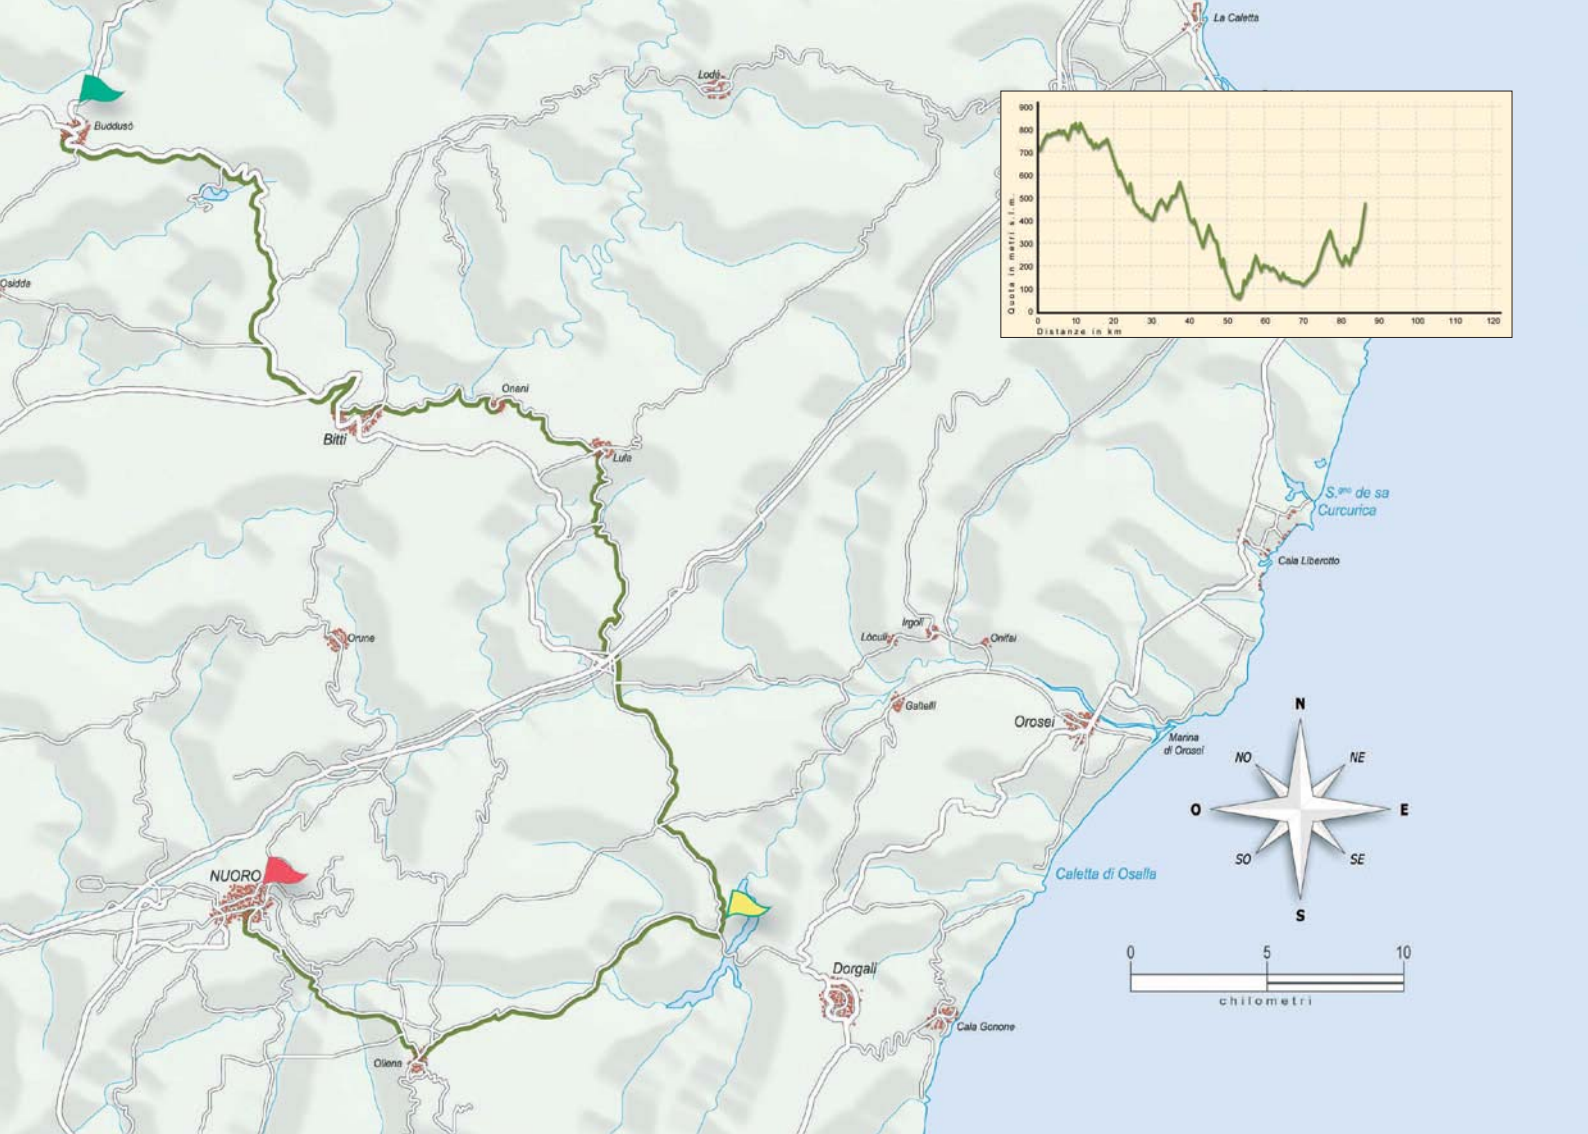 La Caletta
Lodè
Buddusò
Osidda
900
800
700
600
500
400
300
200
100
0
Quota in metri s.l.m.
0 10 20 30 40 50 60 70 80 90 100 110 120
Distanze in km
Onanì
Bitti
Lula
S.gno de sa
Curcurica
Cala Liberotto
Orune
Lòculi
Irgoli
Onifai
Galtellì
Orosei
Marina
di Orosei
N
NO
NE
O
E
SO
SE
S
NUORO
Caletta di Osalla
0 5 10
chilometri
Dorgali
Cala Gonone
Oliena